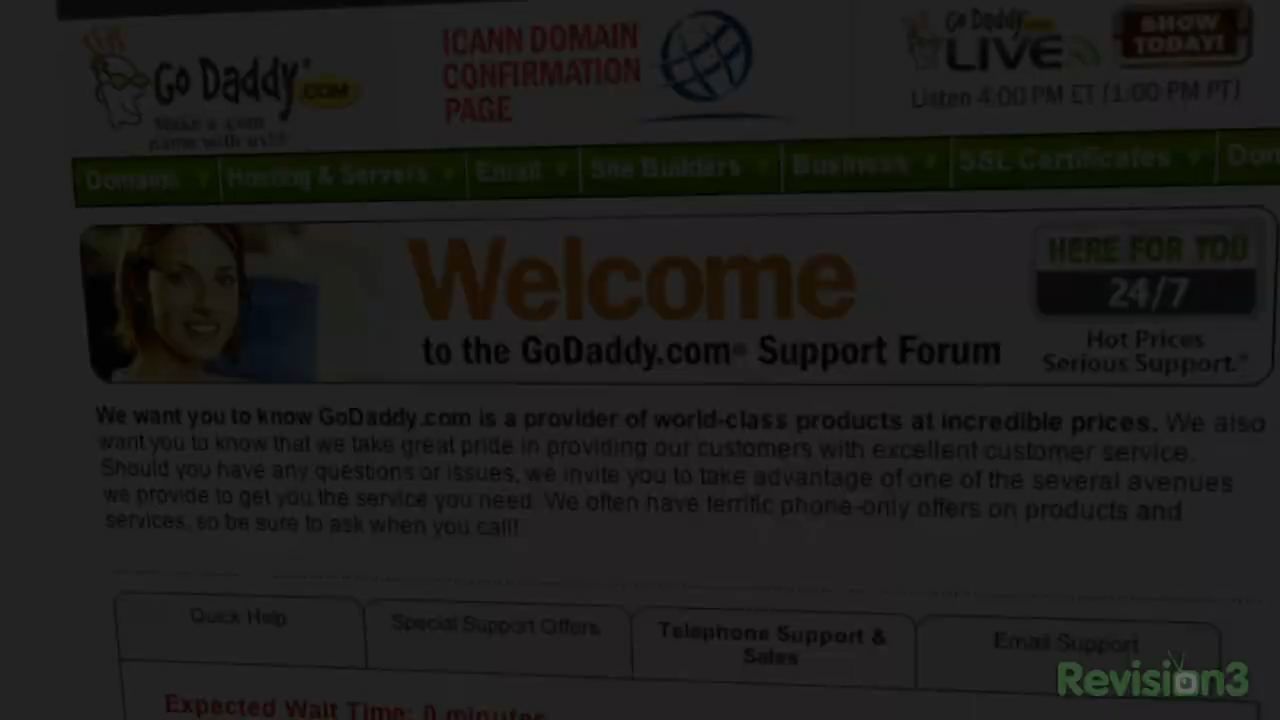 Go Daddy .COM
Make a .com
name with us!®
ICANN DOMAIN
CONFIRMATION
PAGE
Go Daddy
LIVE
SHOW
TODAY!
Listen 4:00 PM ET (1:00 PM PT)
Domains Hosting & Servers Email Site Builders Business SSL Certificates
Welcome
to the GoDaddy.com® Support Forum
HERE FOR YOU
24/7
Hot Prices
Serious Support.™
We want you to know GoDaddy.com is a provider of world-class products at incredible prices. We also
want you to know that we take great pride in providing our customers with excellent customer service.
Should you have any questions or issues, we invite you to take advantage of one of the several avenues
we provide to get you the service you need. We often have terrific phone-only offers on products and
services, so be sure to ask when you call!
Quick Help
Special Support Offers
Telephone Support &
Sales
Email Support
Expected Wait Time: 0 minutes
Revision3